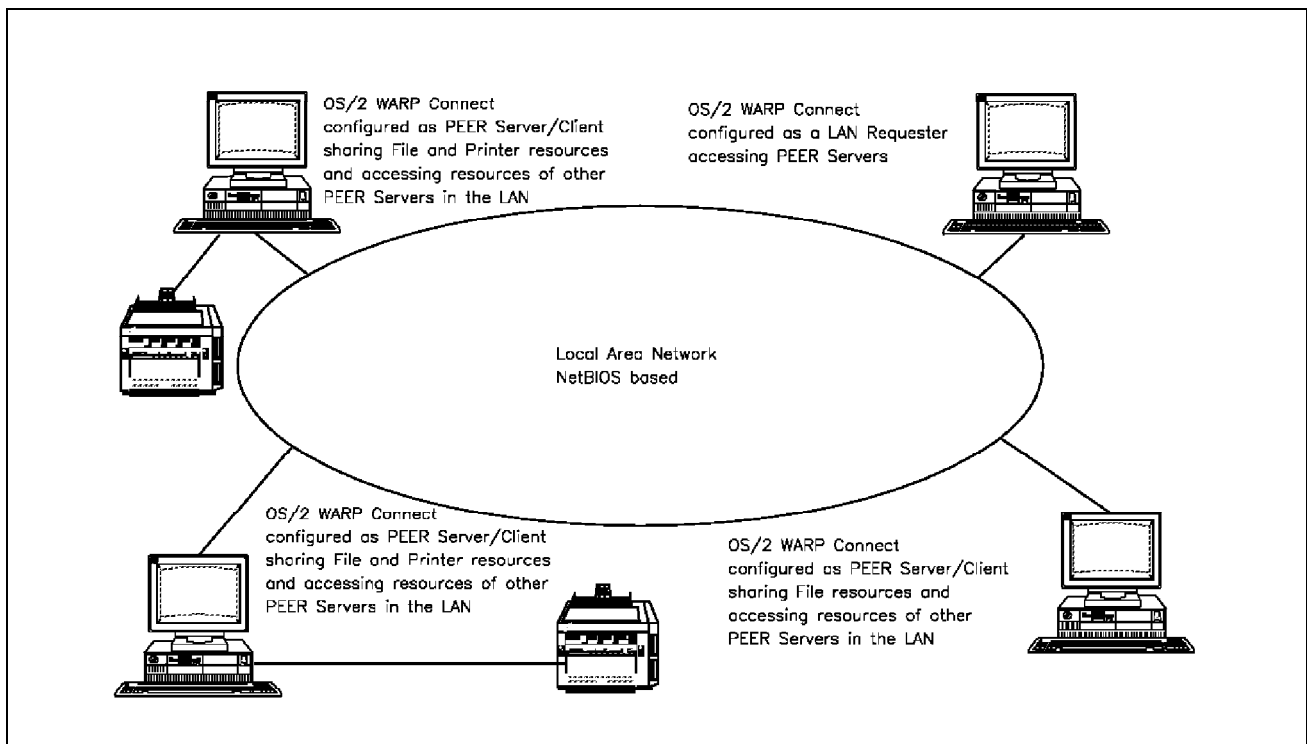 OS/2 WARP Connect
configured as PEER Server/Client
sharing File and Printer resources
and accessing resources of other
PEER Servers in the LAN
OS/2 WARP Connect
configured as a LAN Requester
accessing PEER Servers
Local Area Network
NetBIOS based
OS/2 WARP Connect
configured as PEER Server/Client
sharing File and Printer resources
and accessing resources of other
PEER Servers in the LAN
OS/2 WARP Connect
configured as PEER Server/Client
sharing File resources and
accessing resources of other
PEER Servers in the LAN